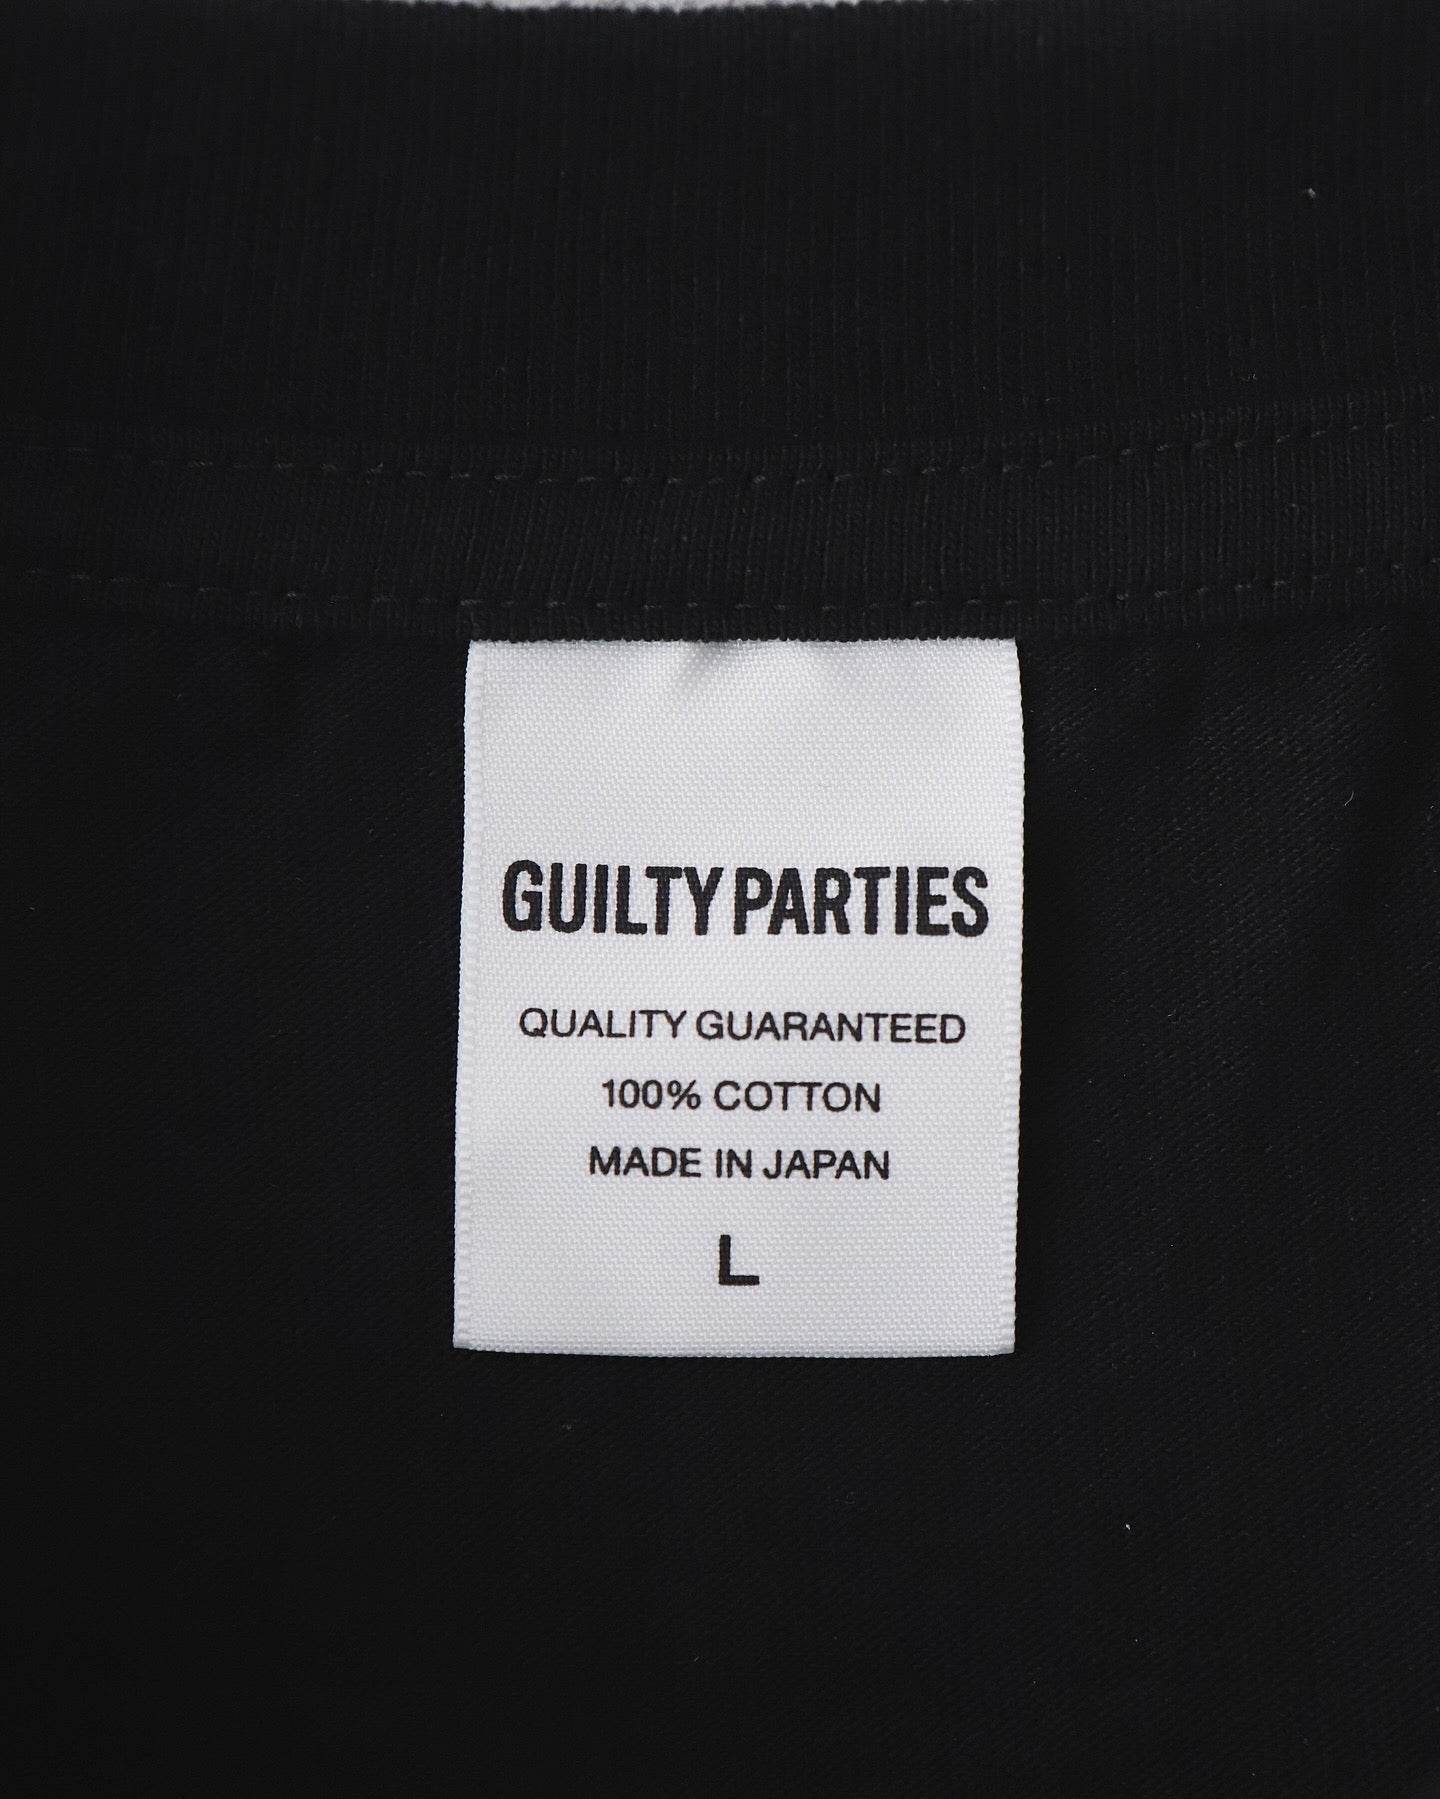 GUILTY PARTIES
QUALITY GUARANTEED
100% COTTON
MADE IN JAPAN
L